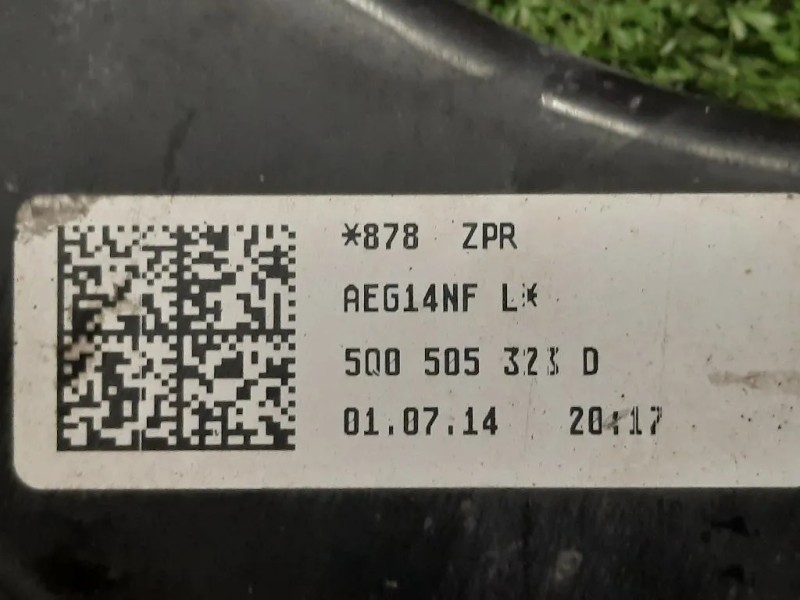 *878 ZPR
AEG14NF L*
5Q0 505 323 D
01.07.14 20:17